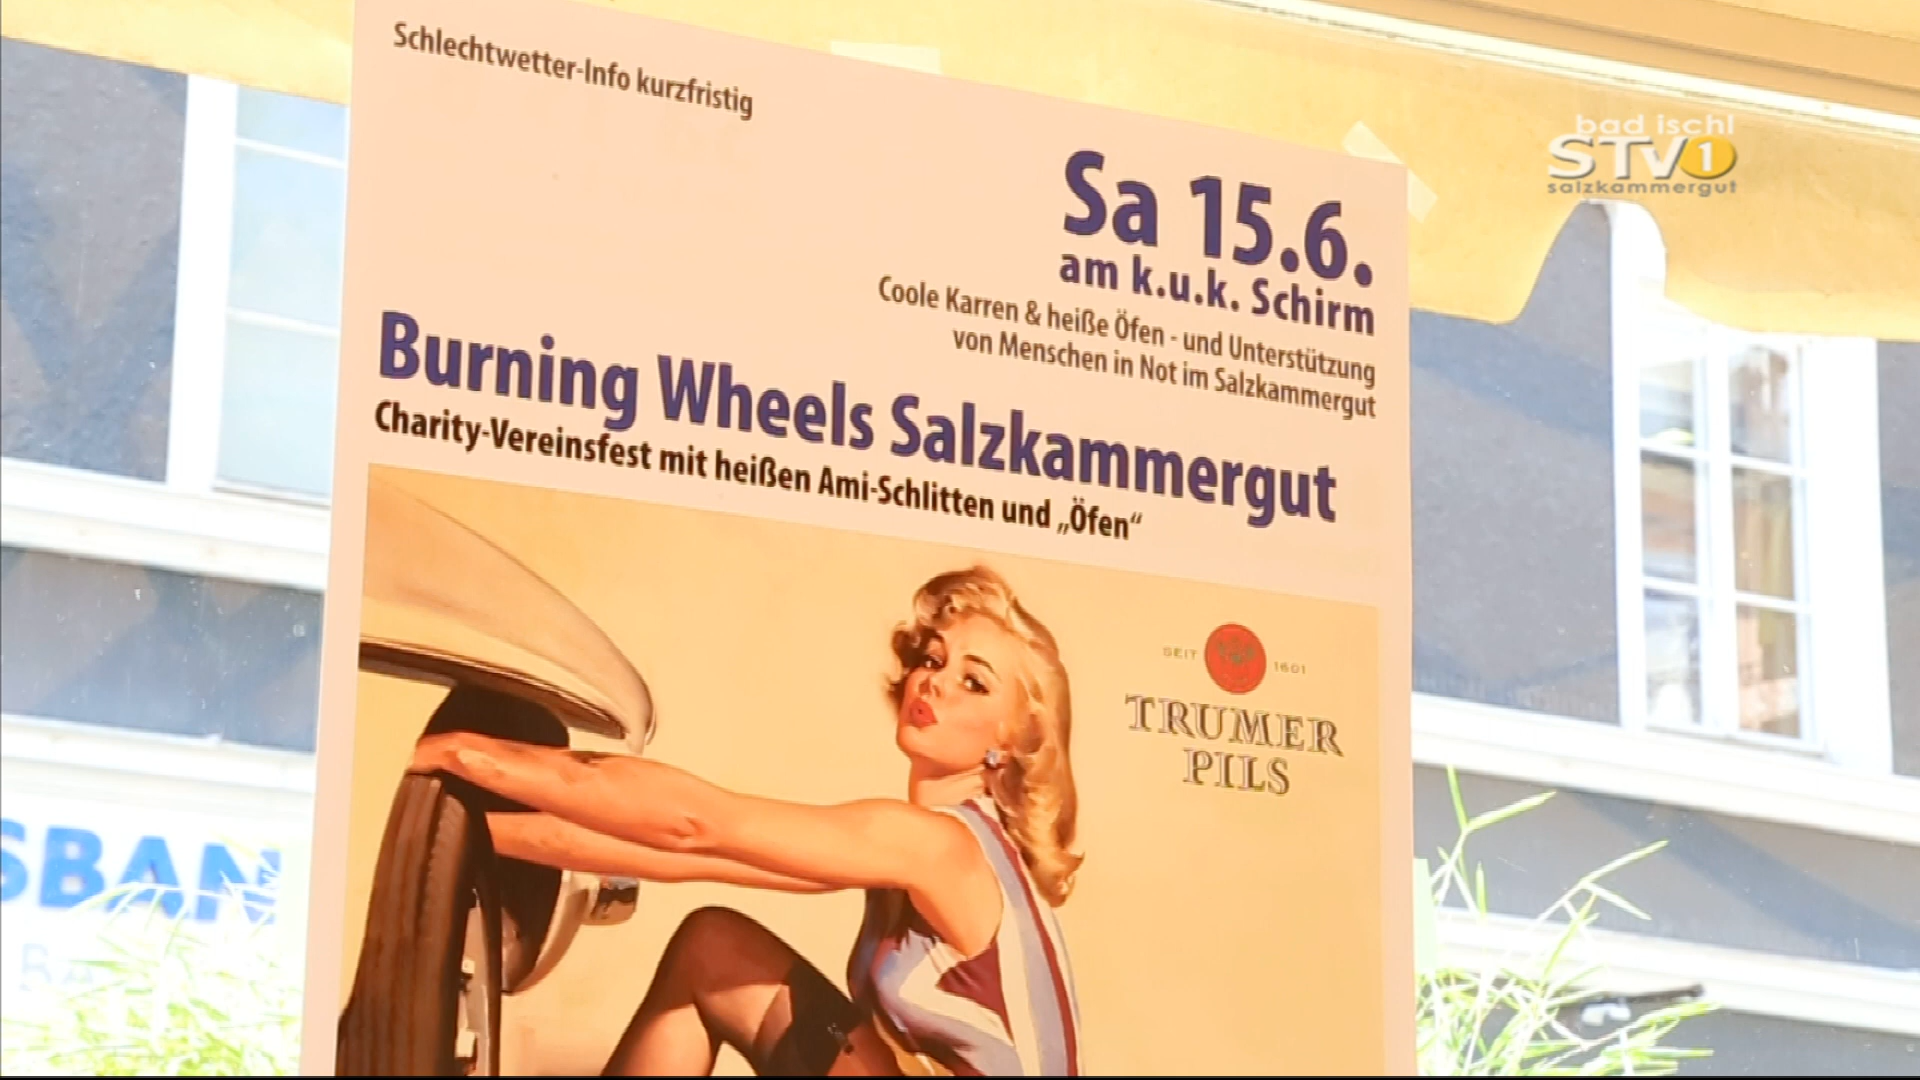 Schlechtwetter-Info kurzfristig
bad ischl
STV1
salzkammergut
Sa 15.6.
am k.u.k. Schirm
Coole Karren & heiße Öfen - und Unterstützung
von Menschen in Not im Salzkammergut
Burning Wheels Salzkammergut
Charity-Vereinsfest mit heißen Ami-Schlitten und „Öfen“
SEIT 1601
TRUMER
PILS
SBAN
BA